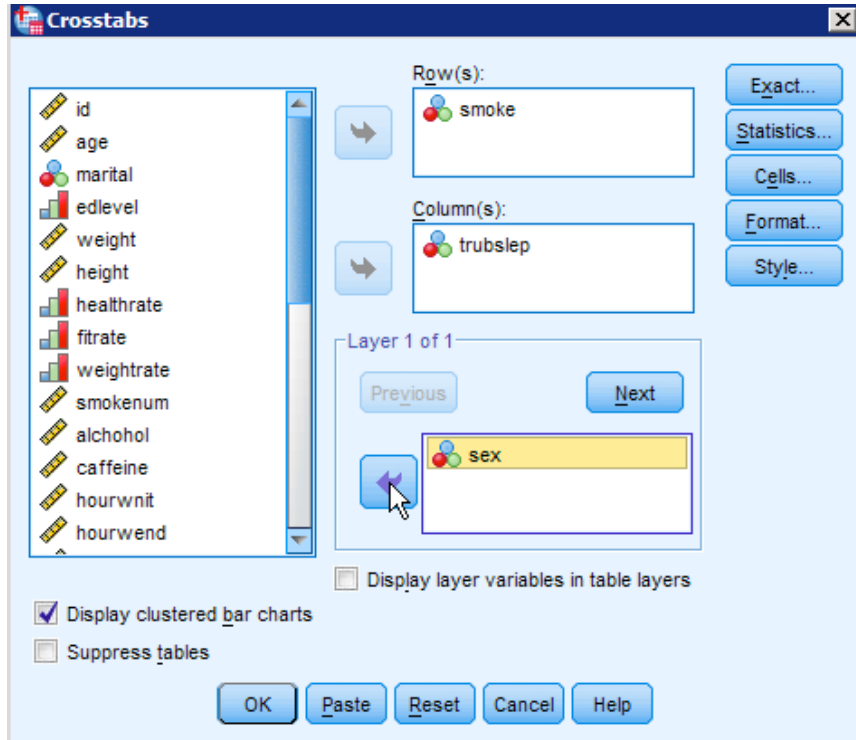 Crosstabs
id
age
marital
edlevel
weight
height
healthrate
fitrate
weightrate
smokenum
alchohol
caffeine
hourwnit
hourwend
Row(s):
smoke
Column(s):
trubslep
Layer 1 of 1
Previous
Next
sex
Display layer variables in table layers
Exact...
Statistics...
Cells...
Format...
Style...
Display clustered bar charts
Suppress tables
OK
Paste
Reset
Cancel
Help